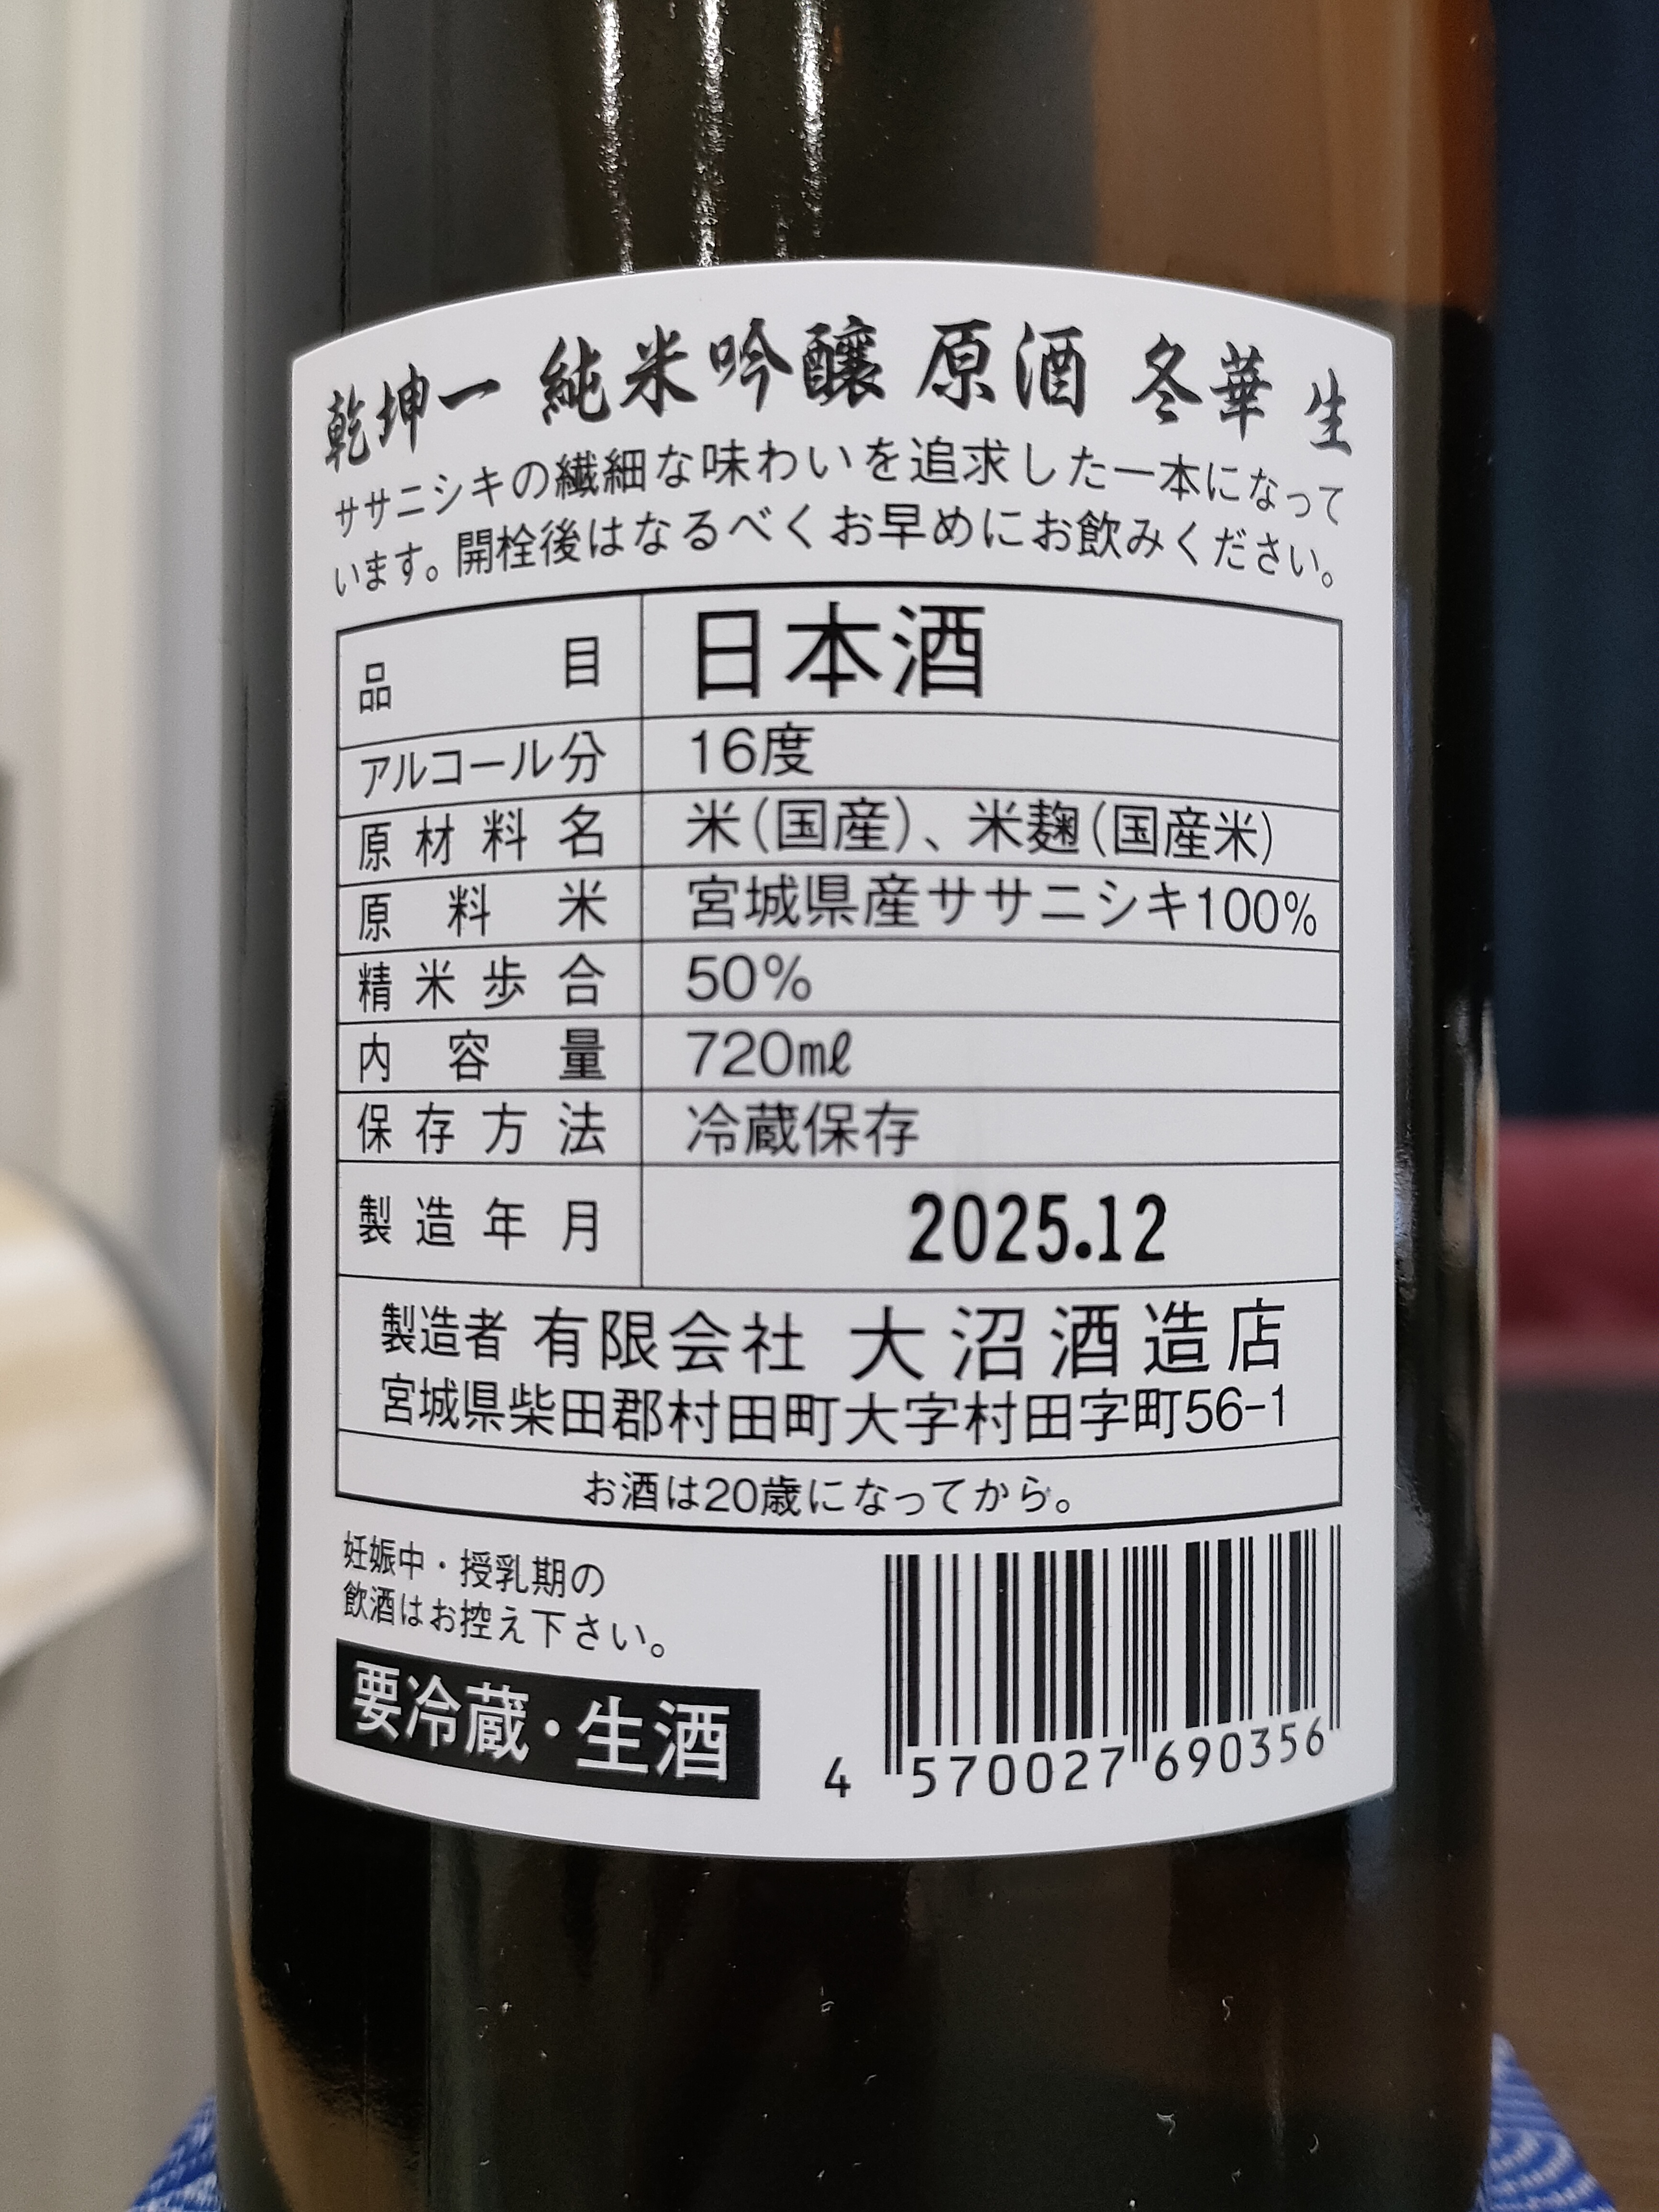 乾坤一 純米吟醸 原酒 冬華 生
ササニシキの繊細な味わいを追求した一本になって
います。開栓後はなるべくお早めにお飲みください。
品目 日本酒
アルコール分 16度
原材料名 米(国産)、米麹(国産米)
原料米 宮城県産ササニシキ100%
精米歩合 50%
内容量 720mℓ
保存方法 冷蔵保存
製造年月 2025.12
製造者 有限会社 大沼酒造店
宮城県柴田郡村田町大字村田字町56-1
お酒は20歳になってから。
妊娠中・授乳期の
飲酒はお控え下さい。
要冷蔵・生酒
4 570027 690356